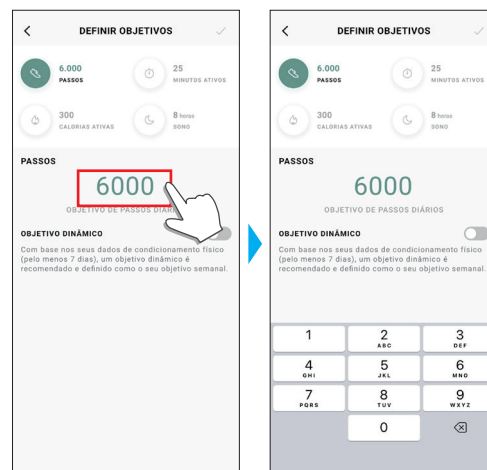 DEFINIR OBJETIVOS
6.000
PASSOS
25
MINUTOS ATIVOS
300
CALORIAS ATIVAS
8 horas
SONO
PASSOS
6000
OBJETIVO DE PASSOS DIÁR
OBJETIVO DINÂMICO
Com base nos seus dados de condicionamento físico
(pelo menos 7 dias), um objetivo dinâmico é
recomendado e definido como o seu objetivo semanal.
DEFINIR OBJETIVOS
6.000
PASSOS
25
MINUTOS ATIVOS
300
CALORIAS ATIVAS
8 horas
SONO
PASSOS
6000
OBJETIVO DE PASSOS DIÁRIOS
OBJETIVO DINÂMICO
Com base nos seus dados de condicionamento físico
(pelo menos 7 dias), um objetivo dinâmico é
recomendado e definido como o seu objetivo semanal.
1 2 3
ABC DEF
4 5 6
GHI JKL MNO
7 8 9
PQRS TUV WXYZ
0